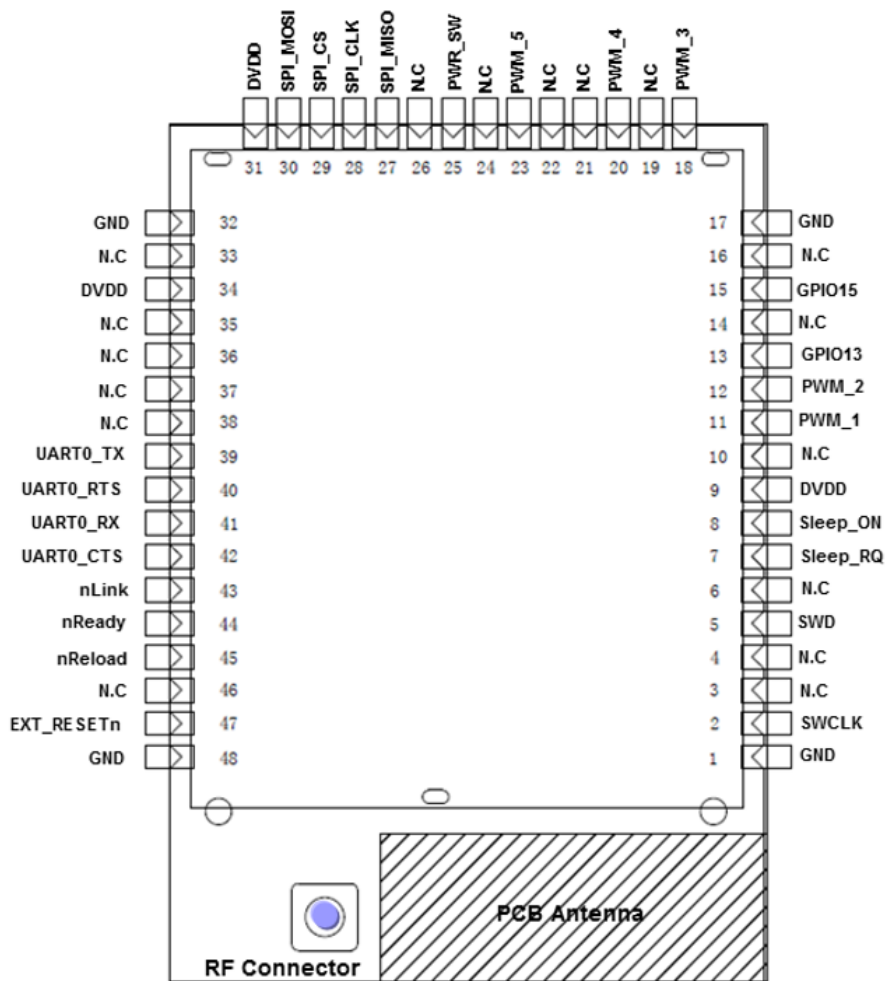 DVDD SPI_MOSI SPI_CS SPI_CLK SPI_MISO N.C PWR_SW N.C PWM_5 N.C N.C PWM_4 N.C PWM_3
31 30 29 28 27 26 25 24 23 22 21 20 19 18
GND 32 17 GND
N.C 33 16 N.C
DVDD 34 15 GPIO15
N.C 35 14 N.C
N.C 36 13 GPIO13
N.C 37 12 PWM_2
N.C 38 11 PWM_1
UART0_TX 39 10 N.C
UART0_RTS 40 9 DVDD
UART0_RX 41 8 Sleep_ON
UART0_CTS 42 7 Sleep_RQ
nLink 43 6 N.C
nReady 44 5 SWD
nReload 45 4 N.C
N.C 46 3 N.C
EXT_RESETn 47 2 SWCLK
GND 48 1 GND
PCB Antenna
RF Connector